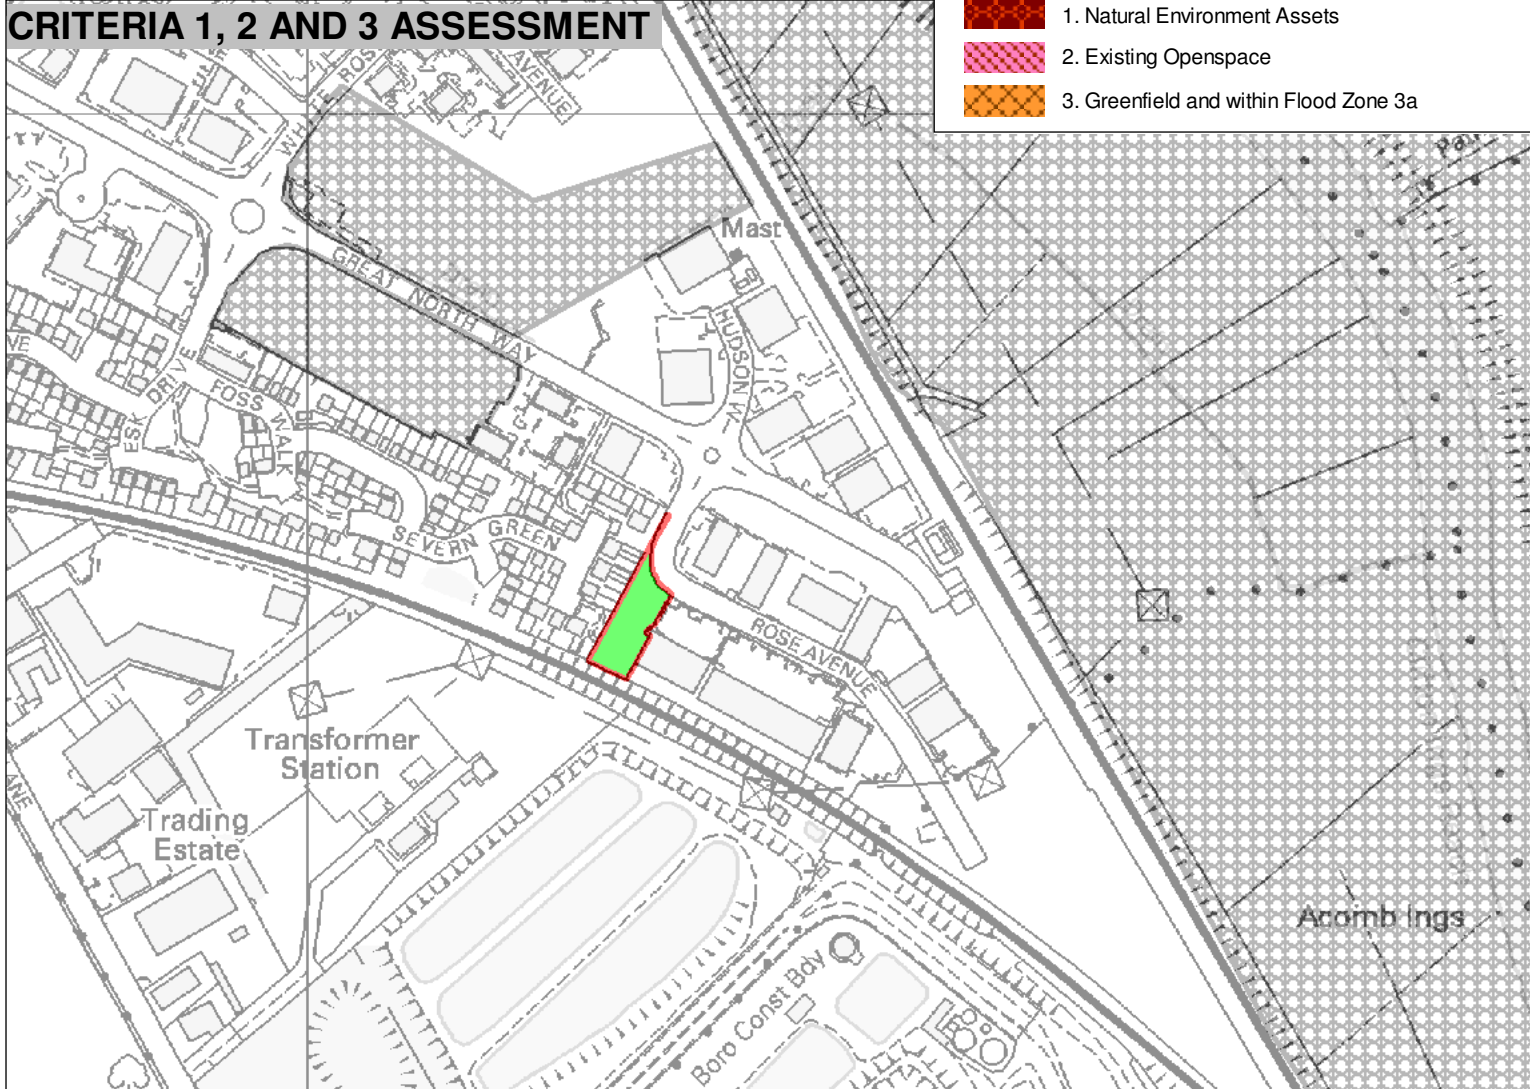 CRITERIA 1, 2 AND 3 ASSESSMENT
1. Natural Environment Assets
2. Existing Openspace
3. Greenfield and within Flood Zone 3a
AVENUE
Mast
GREAT NORTH WAY
HUDSON W
ESK DRIVE
FOSS WALK
SEVERN GREEN
ROSE AVENUE
Transformer
Station
Trading
Estate
Acomb Ings
Boro Const Bdy